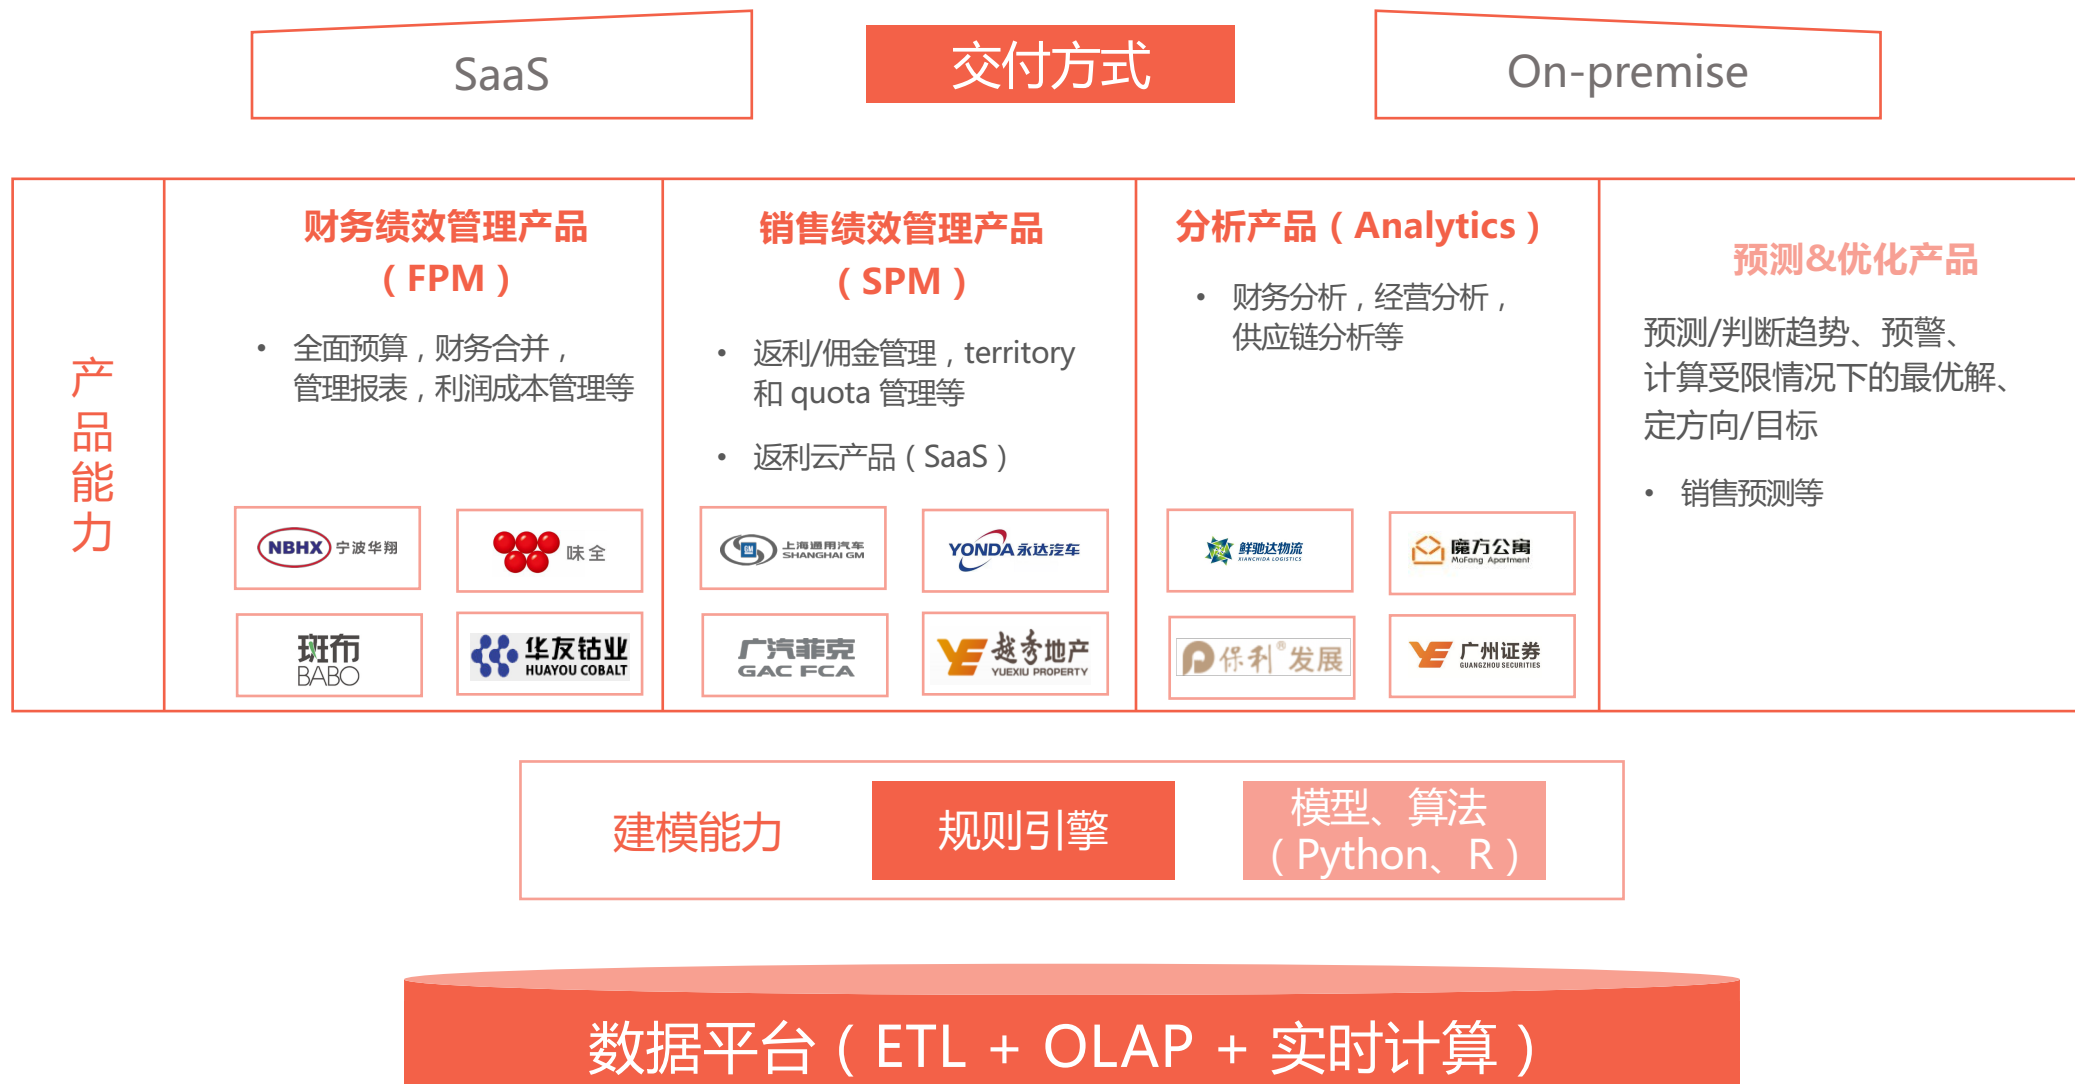 SaaS
交付方式
On-premise
产
品
能
力
财务绩效管理产品
（FPM）
• 全面预算，财务合并，
管理报表，利润成本管理等
NBHX 宁波华翔
味全
斑布
BABO
华友钴业
HUAYOU COBALT
销售绩效管理产品
（SPM）
• 返利/佣金管理，territory
和 quota 管理等
• 返利云产品（SaaS）
GM
上海通用汽车
SHANGHAI GM
YONDA 永达汽车
广汽菲克
GAC FCA
YE 越秀地产
YUEXIU PROPERTY
分析产品（Analytics）
• 财务分析，经营分析，
供应链分析等
鲜驰达物流
XIANCHIDA LOGISTICS
魔方公寓
MoFang Apartment
保利®发展
YE 广州证券
GUANGZHOU SECURITIES
预测&优化产品
预测/判断趋势、预警、
计算受限情况下的最优解、
定方向/目标
• 销售预测等
建模能力
规则引擎
模型、算法
（Python、R）
数据平台（ETL + OLAP + 实时计算）